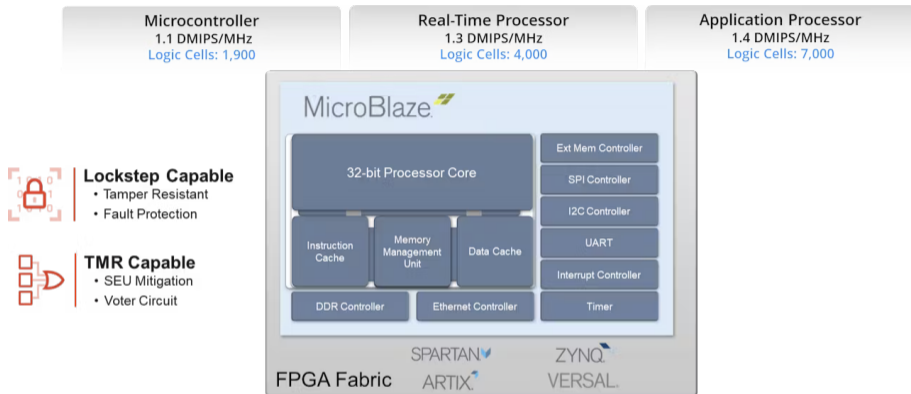 Microcontroller
1.1 DMIPS/MHz
Logic Cells: 1,900
Real-Time Processor
1.3 DMIPS/MHz
Logic Cells: 4,000
Application Processor
1.4 DMIPS/MHz
Logic Cells: 7,000
MicroBlaze
32-bit Processor Core
Instruction
Cache
Memory
Management
Unit
Data Cache
DDR Controller
Ethernet Controller
Ext Mem Controller
SPI Controller
I2C Controller
UART
Interrupt Controller
Timer
Lockstep Capable
• Tamper Resistant
• Fault Protection
TMR Capable
• SEU Mitigation
• Voter Circuit
FPGA Fabric
SPARTAN
ARTIX
ZYNQ
VERSAL